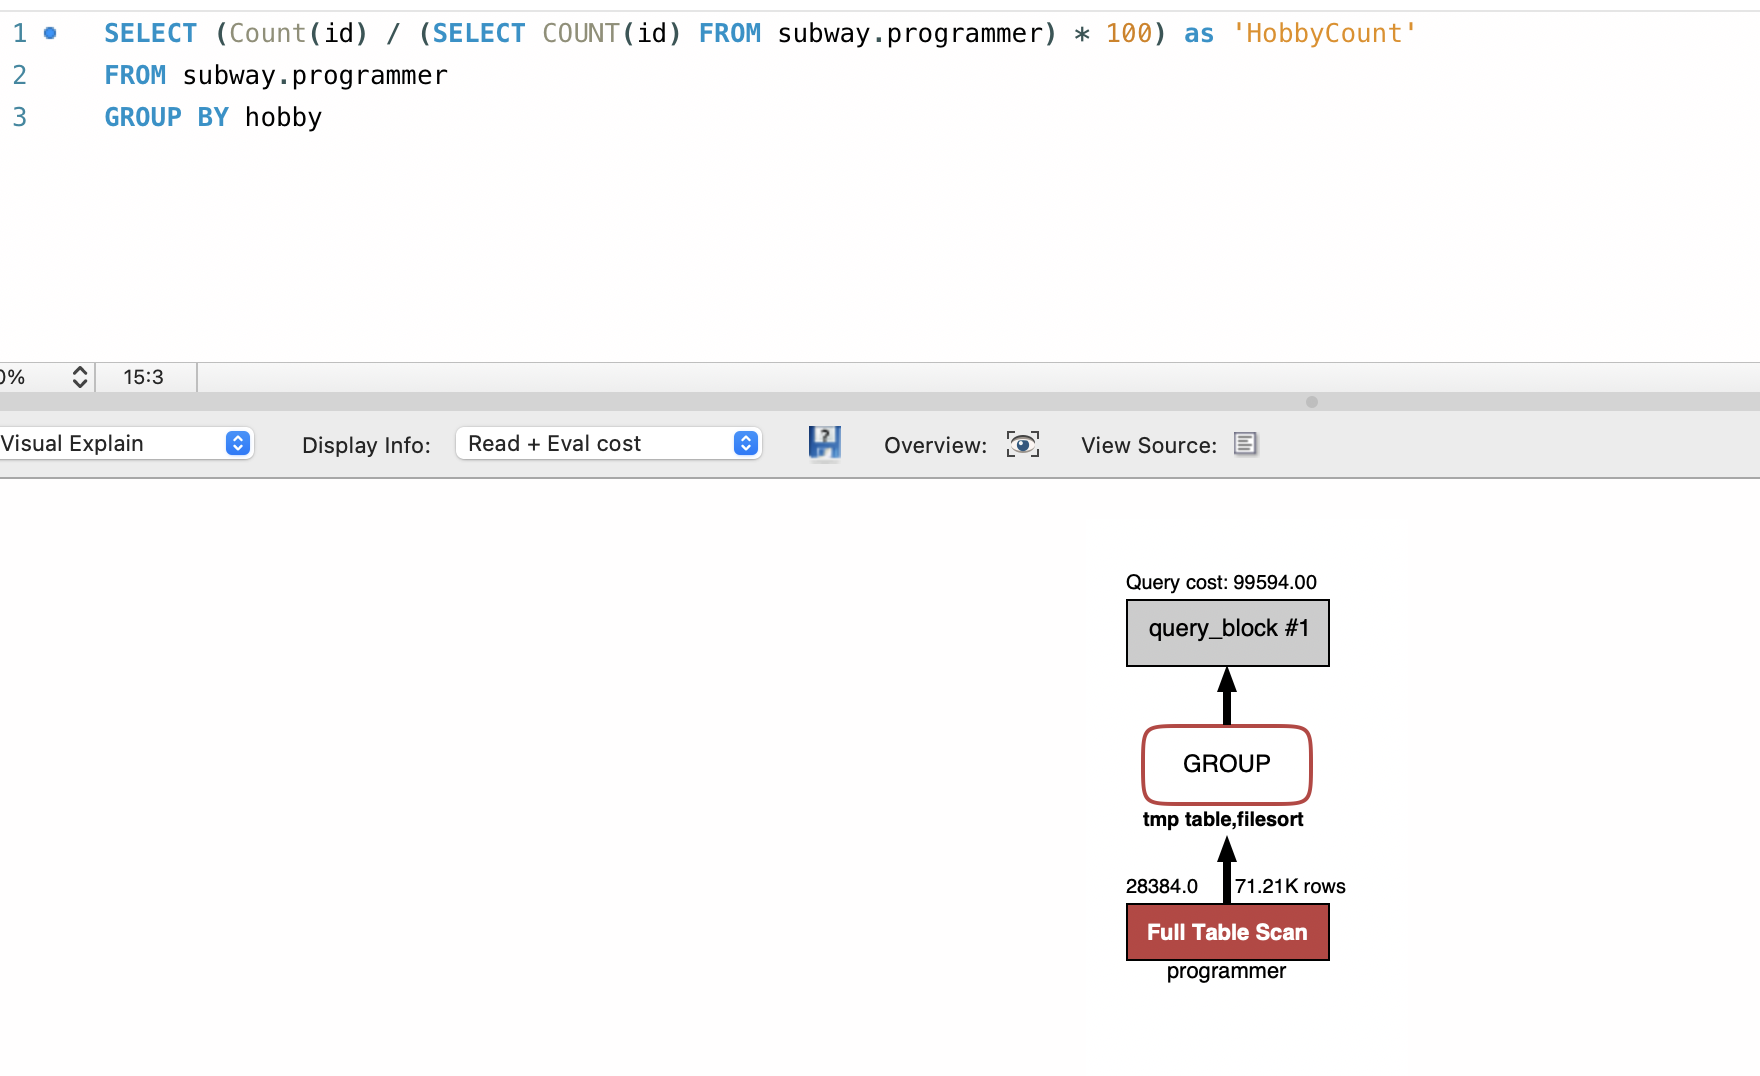 1 SELECT (Count(id) / (SELECT COUNT(id) FROM subway.programmer) * 100) as 'HobbyCount'
2 FROM subway.programmer
3 GROUP BY hobby
0% 15:3
Visual Explain Display Info: Read + Eval cost Overview: View Source:
Query cost: 99594.00
query_block #1
GROUP
tmp table,filesort
28384.0 71.21K rows
Full Table Scan
programmer